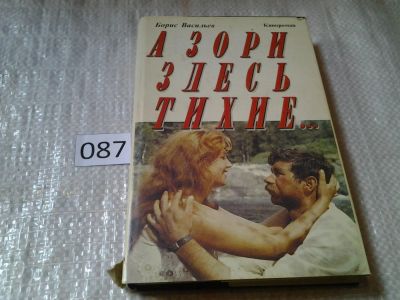 Борис Васильев
Кинороман
А ЗОРИ
ЗДЕСЬ
ТИХИЕ...
087